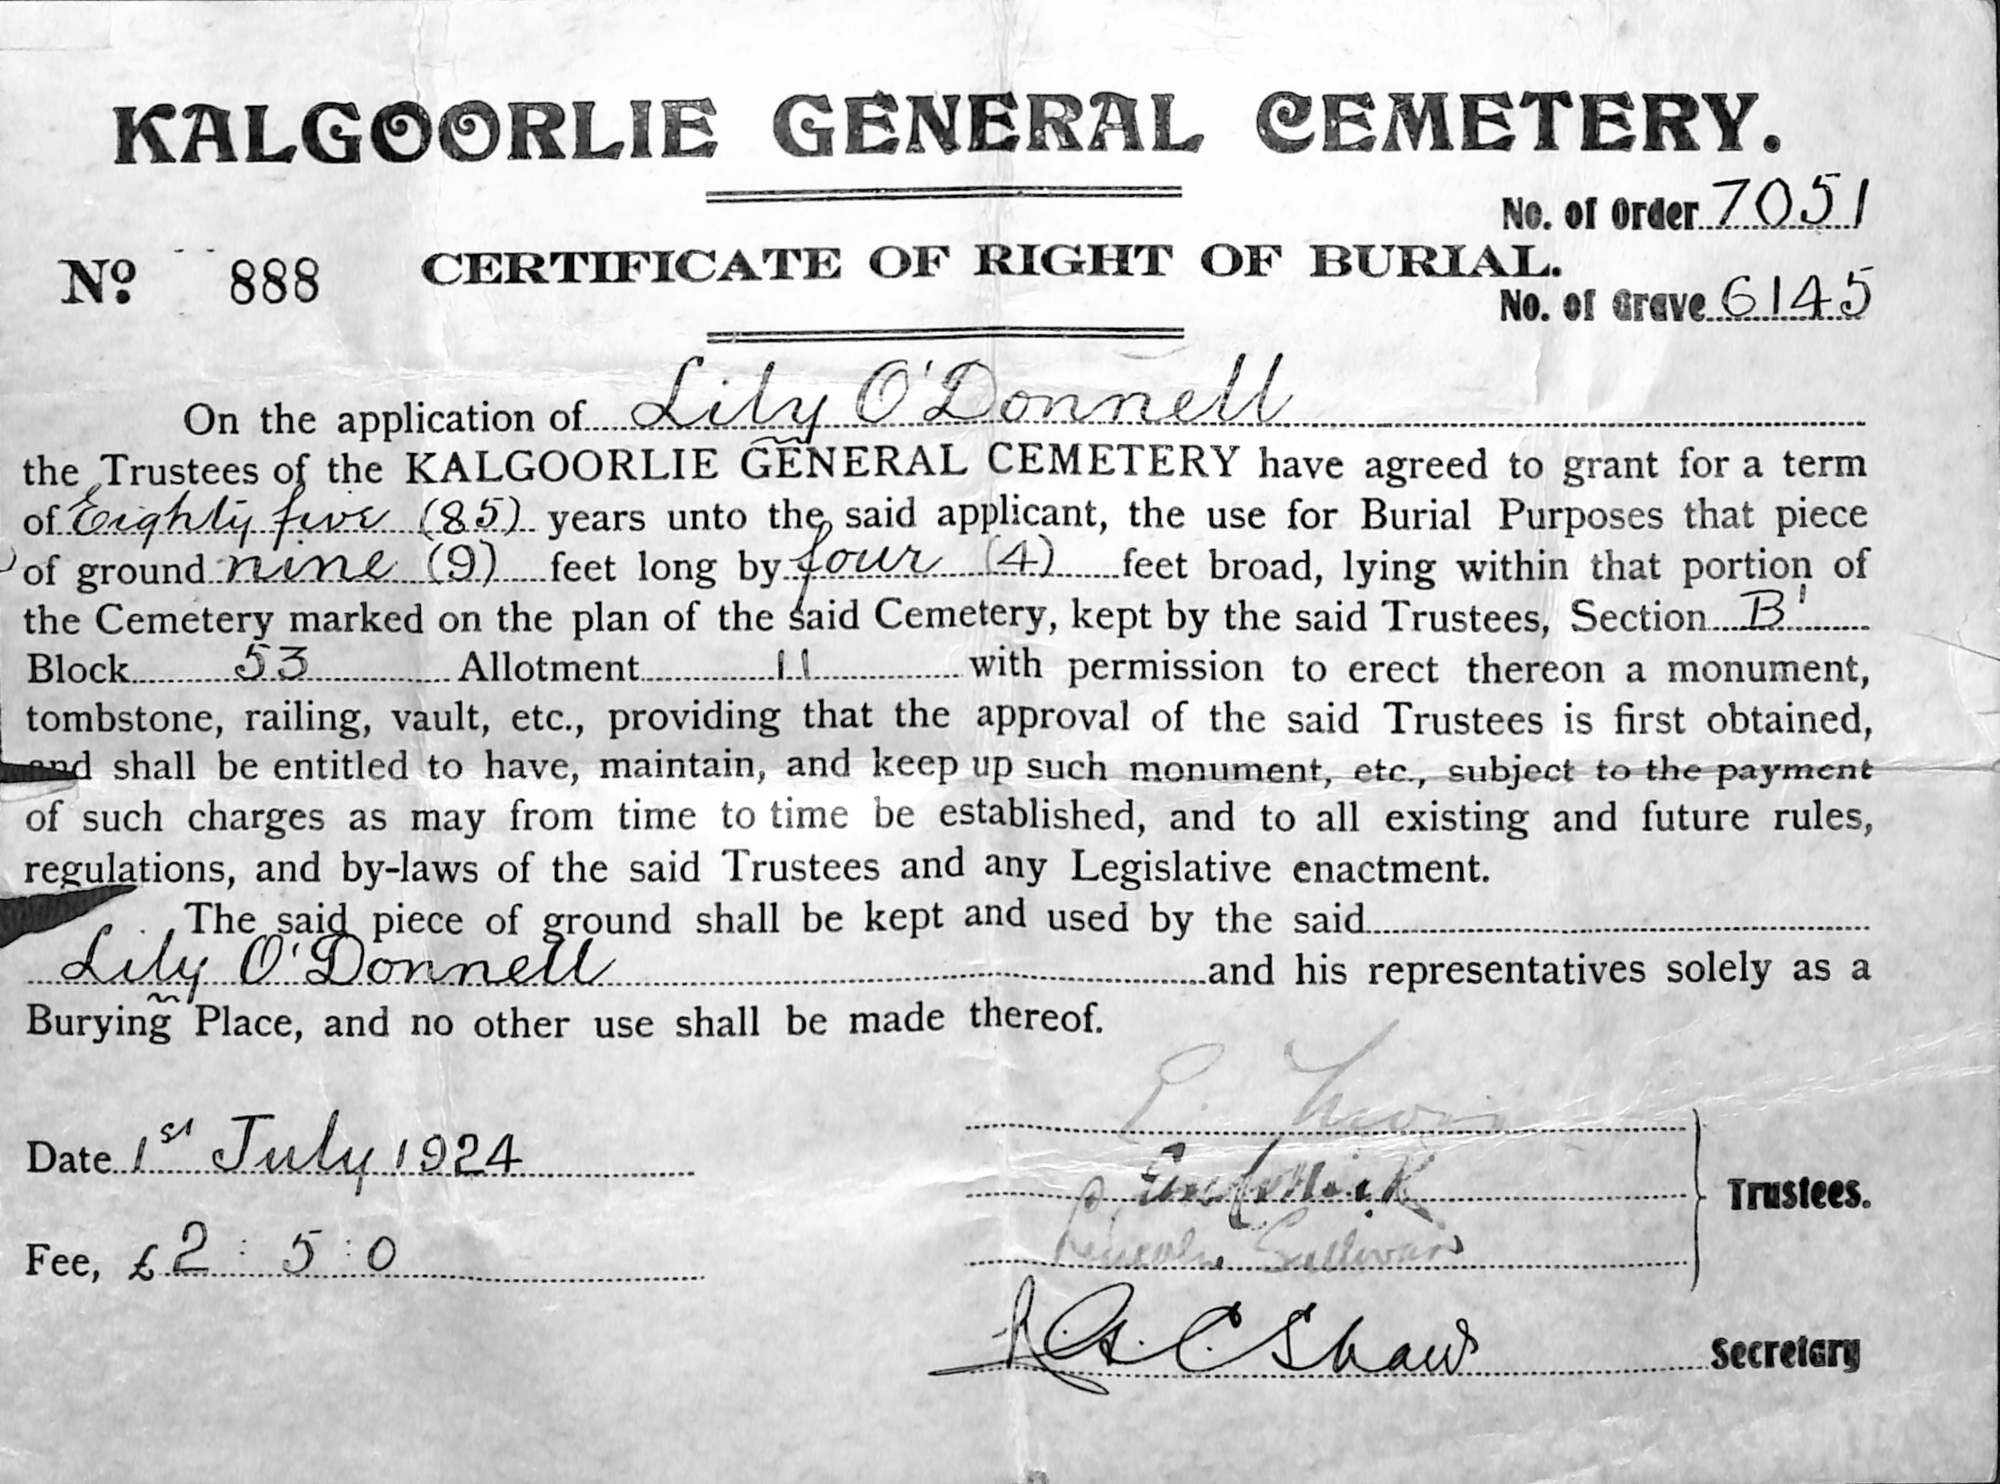 KALGOORLIE GENERAL CEMETERY.
No. of Order 7051
No. 888 CERTIFICATE OF RIGHT OF BURIAL.
No. of Grave 6145
On the application of Lily O'Donnell
the Trustees of the KALGOORLIE GENERAL CEMETERY have agreed to grant for a term
of Eighty five (85) years unto the said applicant, the use for Burial Purposes that piece
of ground nine (9) feet long by four (4) feet broad, lying within that portion of
the Cemetery marked on the plan of the said Cemetery, kept by the said Trustees, Section B'
Block 53 Allotment 11 with permission to erect thereon a monument,
tombstone, railing, vault, etc., providing that the approval of the said Trustees is first obtained,
and shall be entitled to have, maintain, and keep up such monument, etc., subject to the payment
of such charges as may from time to time be established, and to all existing and future rules,
regulations, and by-laws of the said Trustees and any Legislative enactment.
The said piece of ground shall be kept and used by the said
Lily O'Donnell and his representatives solely as a
Burying Place, and no other use shall be made thereof.
Date 1st July 1924
Trustees.
Fee, £2:5:0
Sullivan
Shaw Secretary